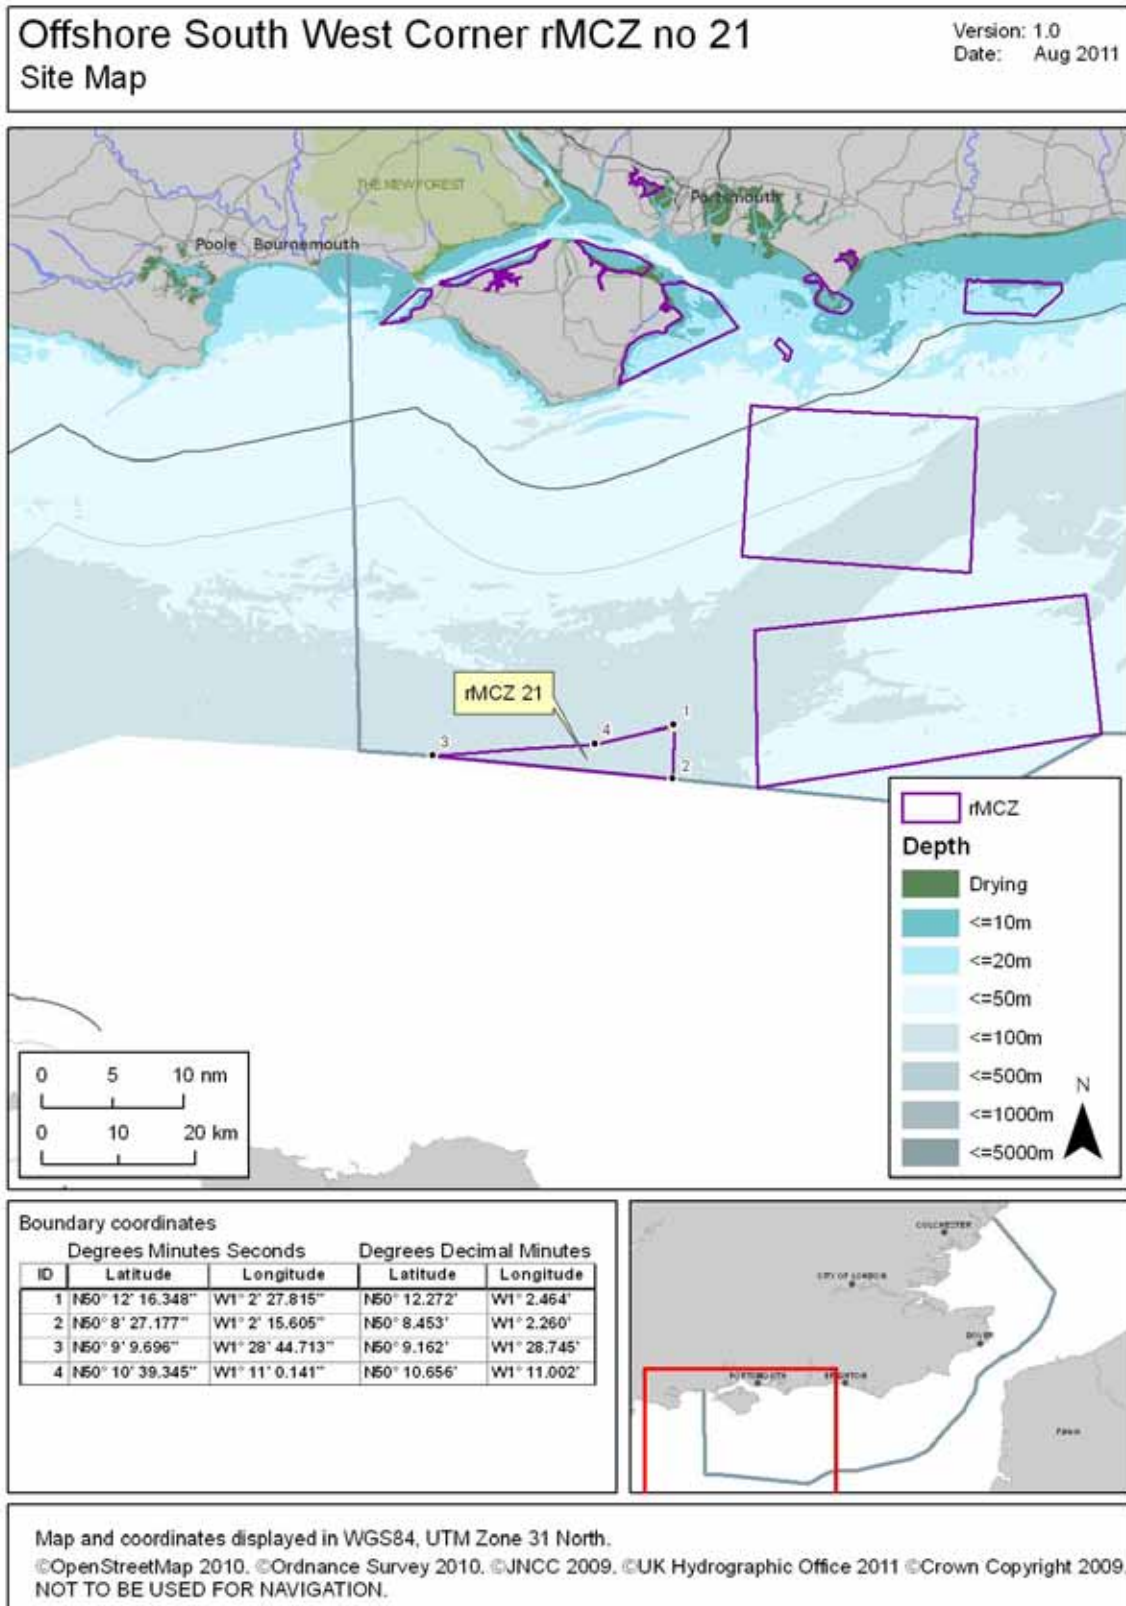 Offshore South West Corner rMCZ no 21
Site Map
Version: 1.0
Date: Aug 2011
THE NEW FOREST
Portsmouth
Poole Bournemouth
rMCZ 21
1
4
3
2
rMCZ
Depth
Drying
<=10m
<=20m
<=50m
<=100m
<=500m
<=1000m
<=5000m
N
0 5 10 nm
0 10 20 km
Boundary coordinates
Degrees Minutes Seconds Degrees Decimal Minutes
ID Latitude Longitude Latitude Longitude
1 N50° 12' 16.348" W1° 2' 27.815" N50° 12.272' W1° 2.464'
2 N50° 8' 27.177" W1° 2' 15.605" N50° 8.453' W1° 2.260'
3 N50° 9' 9.696" W1° 28' 44.713" N50° 9.162' W1° 28.745'
4 N50° 10' 39.345" W1° 11' 0.141" N50° 10.656' W1° 11.002'
COLCHESTER
CITY OF LONDON
DOVER
PORTSMOUTH
BRIGHTON
Map and coordinates displayed in WGS84, UTM Zone 31 North.
©OpenStreetMap 2010. ©Ordnance Survey 2010. ©JNCC 2009. ©UK Hydrographic Office 2011 ©Crown Copyright 2009.
NOT TO BE USED FOR NAVIGATION.